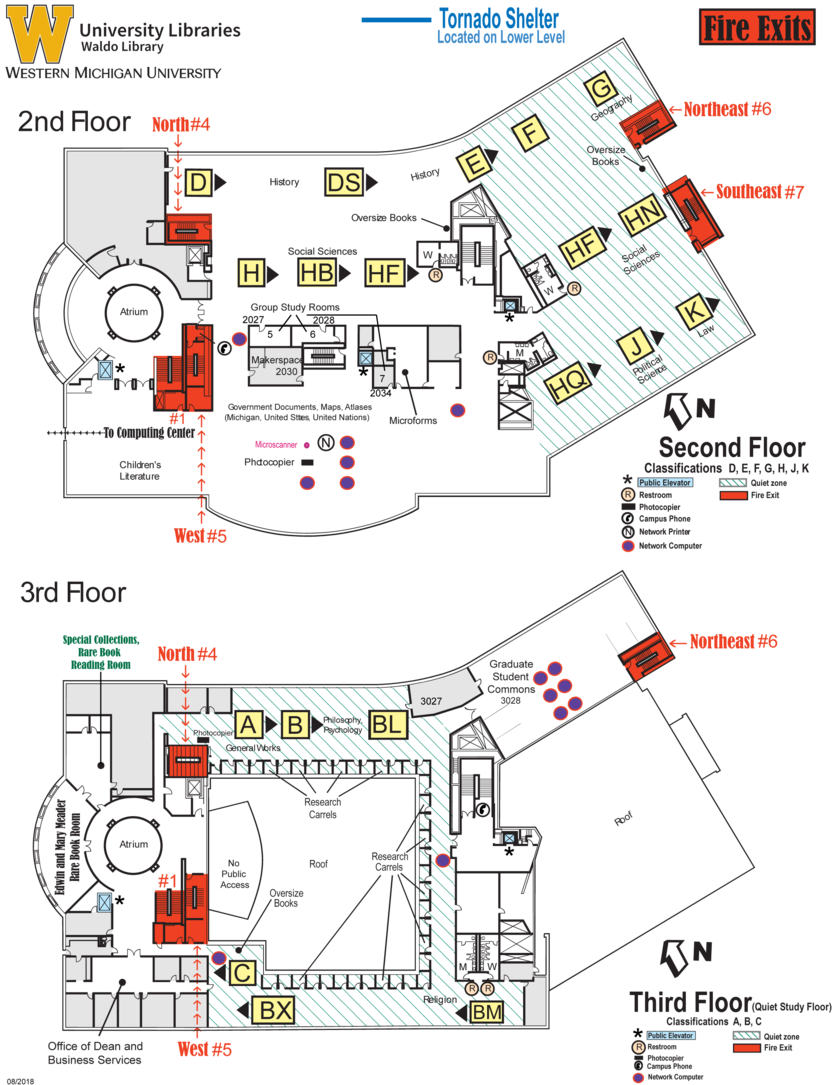 W
University Libraries
Waldo Library
WESTERN MICHIGAN UNIVERSITY
Tornado Shelter
Located on Lower Level
Fire Exits
2nd Floor
North #4
Northeast #6
Southeast #7
G
Geography
F
E
Oversize
Books
D
History
DS
History
Oversize Books
HN
HF
Social
Sciences
Social Sciences
H
HB
HF
W
R
W
R
Atrium
Group Study Rooms
2027
2028
5
6
*
K
Law
J
Political
Science
M
R
HQ
Makerspace
2030
*
7
2034
*
#1
Government Documents, Maps, Atlases
(Michigan, United States, United Nations)
Microforms
To Computing Center
Microscanner
N
Photocopier
Children's
Literature
West #5
N
Second Floor
Classifications D, E, F, G, H, J, K
* Public Elevator
Quiet zone
R Restroom
Fire Exit
Photocopier
Campus Phone
N Network Printer
Network Computer
3rd Floor
Special Collections,
Rare Book
Reading Room
North #4
Northeast #6
Graduate
Student
Commons
3028
3027
A
B
Philosophy,
Psychology
BL
Photocopier
General Works
Research
Carrels
Edwin and Mary Meader
Rare Book Room
Atrium
Roof
*
No
Public
Access
Roof
Research
Carrels
#1
*
Oversize
Books
C
M
W
R
R
Religion
BX
BM
Office of Dean and
Business Services
West #5
N
Third Floor (Quiet Study Floor)
Classifications A, B, C
* Public Elevator
Quiet zone
R Restroom
Fire Exit
Photocopier
Campus Phone
Network Computer
08/2018